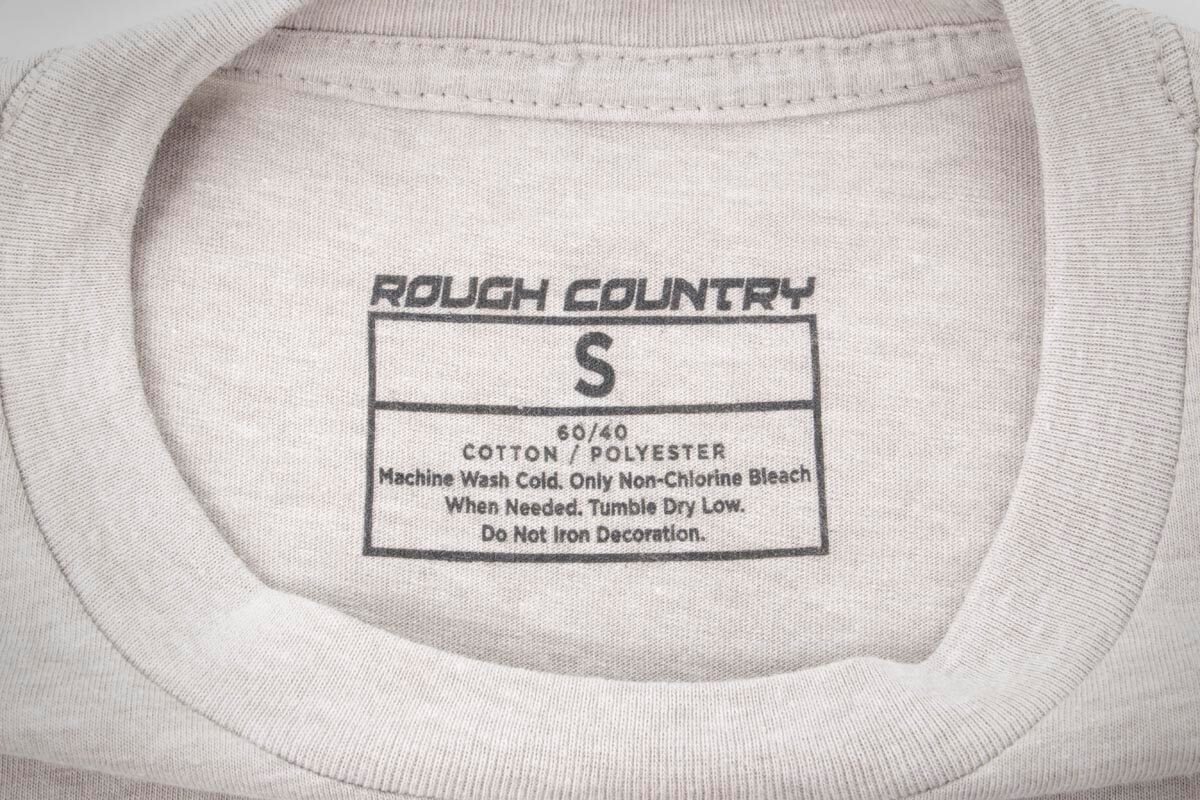 ROUGH COUNTRY
S
60/40
COTTON / POLYESTER
Machine Wash Cold. Only Non-Chlorine Bleach
When Needed. Tumble Dry Low.
Do Not Iron Decoration.